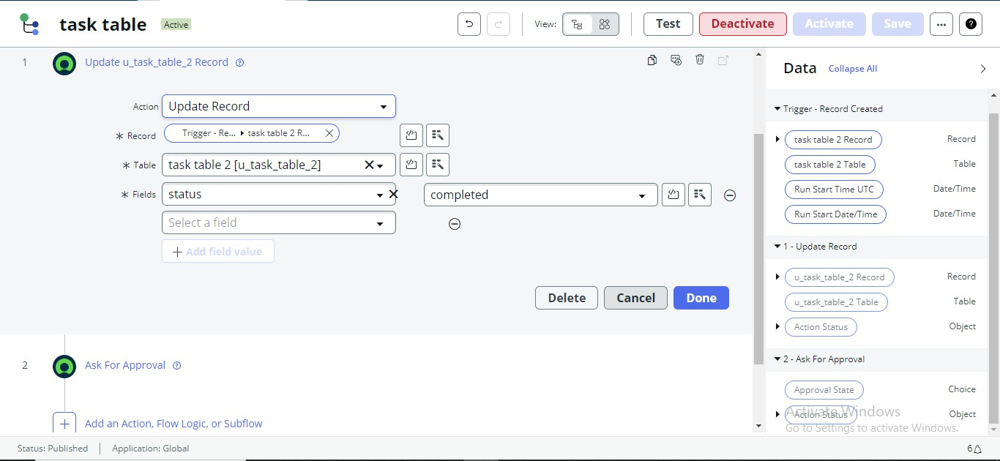 task table Active View: Test Deactivate Activate Save
1 Update u_task_table_2 Record
Action Update Record
* Record Trigger - Re... task table 2 R...
* Table task table 2 [u_task_table_2]
* Fields status completed
Select a field
+ Add field value
Delete Cancel Done
2 Ask For Approval
Add an Action, Flow Logic, or Subflow
Data Collapse All
Trigger - Record Created
task table 2 Record Record
task table 2 Table Table
Run Start Time UTC Date/Time
Run Start Date/Time Date/Time
1 - Update Record
u_task_table_2 Record Record
u_task_table_2 Table Table
Action Status Object
2 - Ask For Approval
Approval State Choice
Action Status Object
Activate Windows
Go to Settings to activate Windows.
Status: Published Application: Global 6